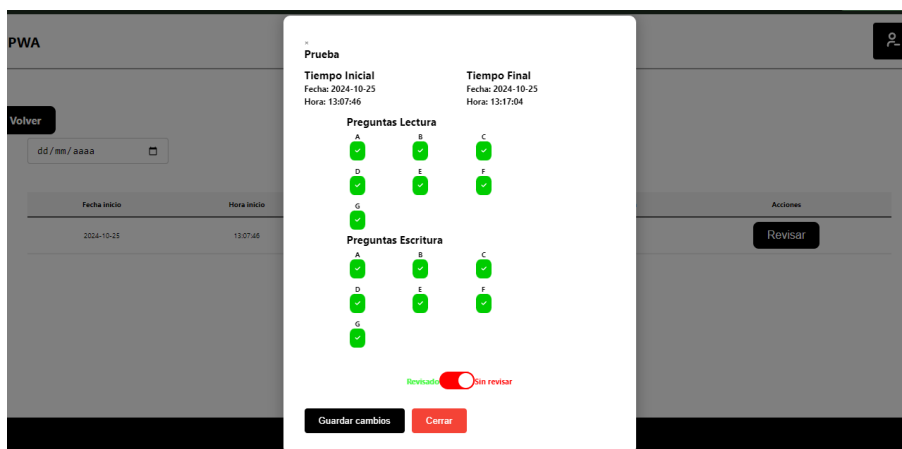 PWA
Volver
dd/mm/aaaa
Fecha inicio Hora inicio Acciones
2024-10-25 13:07:46 Revisar
×
Prueba
Tiempo Inicial Tiempo Final
Fecha: 2024-10-25 Fecha: 2024-10-25
Hora: 13:07:46 Hora: 13:17:04
Preguntas Lectura
A B C
D E F
G
Preguntas Escritura
A B C
D E F
G
Revisado Sin revisar
Guardar cambios Cerrar